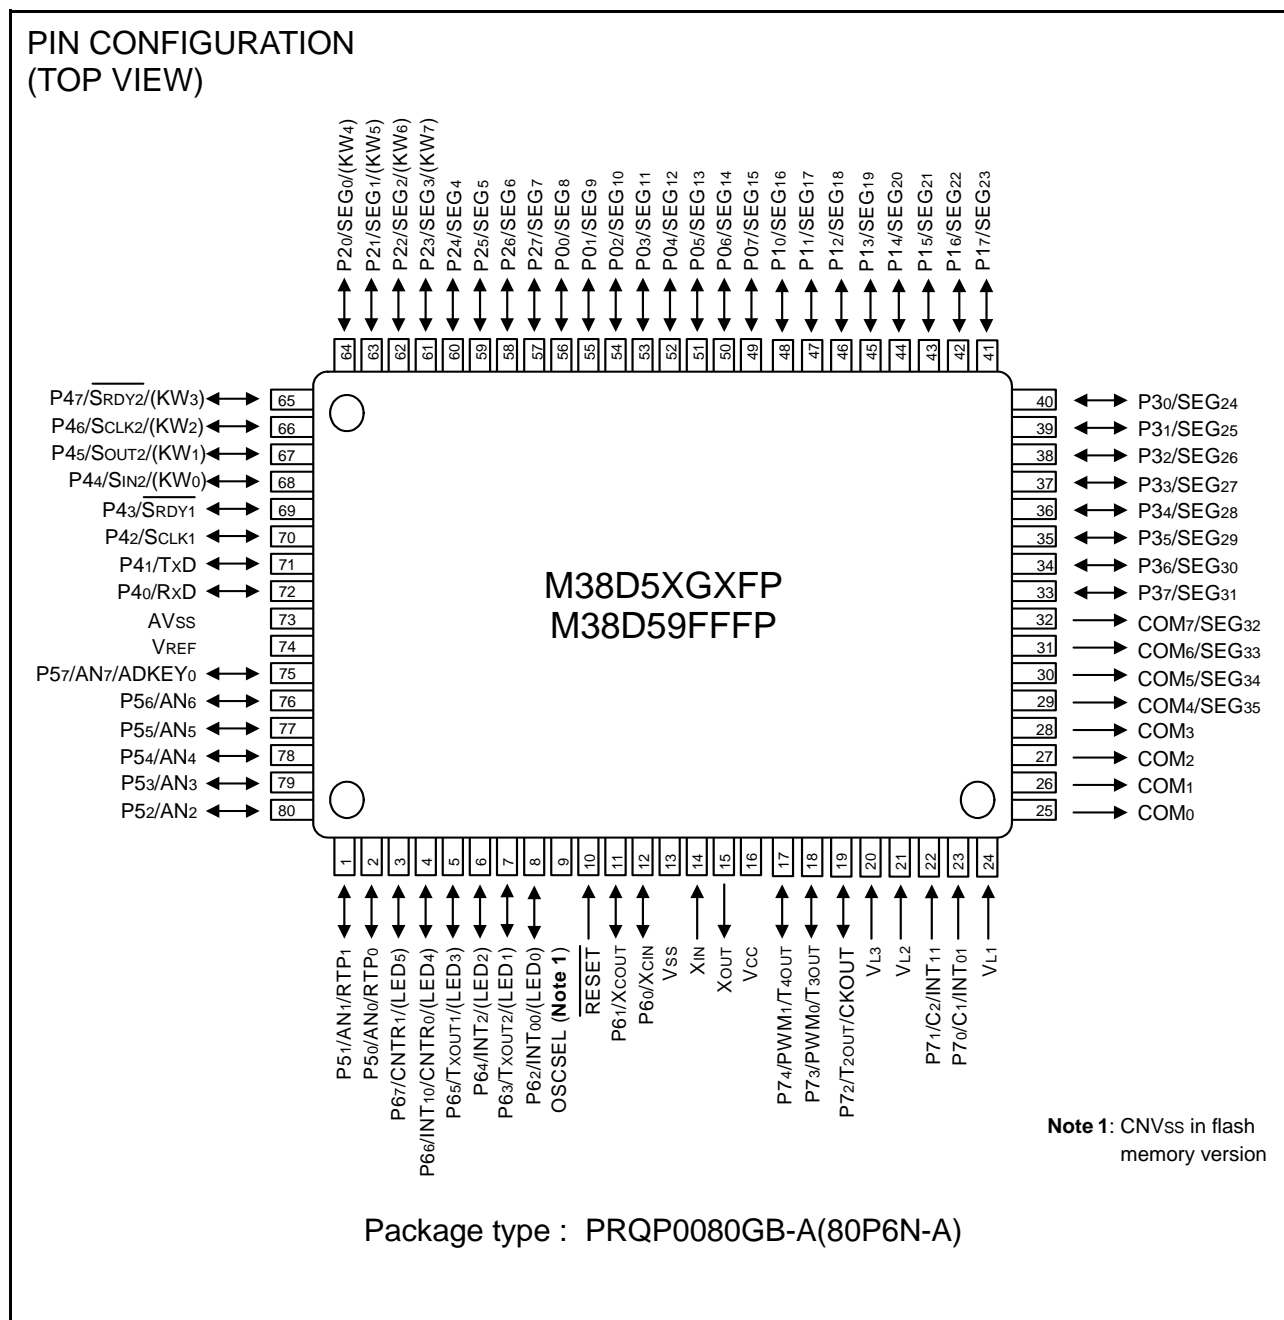 PIN CONFIGURATION
(TOP VIEW)
P20/SEG0/(KW4)
P21/SEG1/(KW5)
P22/SEG2/(KW6)
P23/SEG3/(KW7)
P24/SEG4
P25/SEG5
P26/SEG6
P27/SEG7
P00/SEG8
P01/SEG9
P02/SEG10
P03/SEG11
P04/SEG12
P05/SEG13
P06/SEG14
P07/SEG15
P10/SEG16
P11/SEG17
P12/SEG18
P13/SEG19
P14/SEG20
P15/SEG21
P16/SEG22
P17/SEG23
64 63 62 61 60 59 58 57 56 55 54 53 52 51 50 49 48 47 46 45 44 43 42 41
P47/SRDY2/(KW3) 65
P46/SCLK2/(KW2) 66
P45/SOUT2/(KW1) 67
P44/SIN2/(KW0) 68
P43/SRDY1 69
P42/SCLK1 70
P41/TXD 71
P40/RXD 72
AVSS 73
VREF 74
P57/AN7/ADKEY0 75
P56/AN6 76
P55/AN5 77
P54/AN4 78
P53/AN3 79
P52/AN2 80
M38D5XGXFP
M38D59FFFP
40 P30/SEG24
39 P31/SEG25
38 P32/SEG26
37 P33/SEG27
36 P34/SEG28
35 P35/SEG29
34 P36/SEG30
33 P37/SEG31
32 COM7/SEG32
31 COM6/SEG33
30 COM5/SEG34
29 COM4/SEG35
28 COM3
27 COM2
26 COM1
25 COM0
1 2 3 4 5 6 7 8 9 10 11 12 13 14 15 16 17 18 19 20 21 22 23 24
P51/AN1/RTP1
P50/AN0/RTP0
P67/CNTR1/(LED5)
P66/INT10/CNTR0/(LED4)
P65/TXOUT1/(LED3)
P64/INT2/(LED2)
P63/TXOUT2/(LED1)
P62/INT00/(LED0)
OSCSEL (Note 1)
RESET
P61/XCOUT
P60/XCIN
VSS
XIN
XOUT
VCC
P74/PWM1/T4OUT
P73/PWM0/T3OUT
P72/T2OUT/CKOUT
VL3
VL2
P71/C2/INT11
P70/C1/INT01
VL1
Note 1: CNVSS in flash
memory version
Package type : PRQP0080GB-A(80P6N-A)